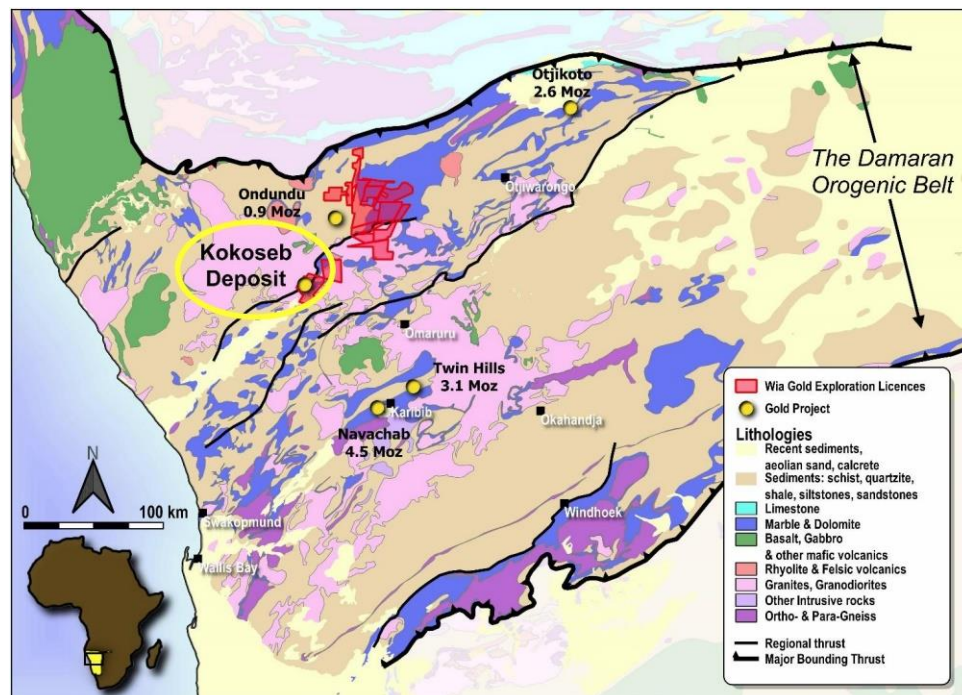 Otjikoto
2.6 Moz
The Damaran
Orogenic Belt
Otjiwarongo
Ondundu
0.9 Moz
Kokoseb
Deposit
Omaruru
Twin Hills
3.1 Moz
Karibib
Okahandja
Navachab
4.5 Moz
Windhoek
Swakopmund
Wallis Bay
N
0 100 km
Wia Gold Exploration Licences
Gold Project
Lithologies
Recent sediments,
aeolian sand, calcrete
Sediments: schist, quartzite,
shale, siltstones, sandstones
Limestone
Marble & Dolomite
Basalt, Gabbro
& other mafic volcanics
Rhyolite & Felsic volcanics
Granites, Granodiorites
Other Intrusive rocks
Ortho- & Para-Gneiss
Regional thrust
Major Bounding Thrust